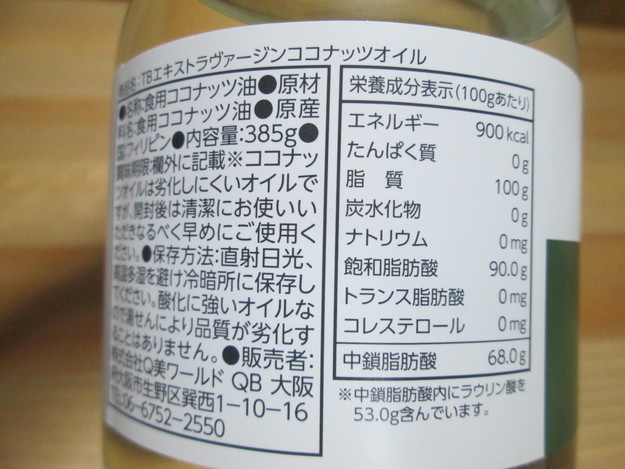 商品名:TBエキストラヴァージンココナッツオイル
●名称:食用ココナッツ油●原材
料名:食用ココナッツ油●原産
国:フィリピン●内容量:385g●
賞味期限:欄外に記載※ココナッ
ツオイルは劣化しにくいオイルで
すが、開封後は清潔にお使いい
ただきなるべく早めにご使用く
ださい。●保存方法:直射日光、
高温多湿を避け冷暗所に保存し
てください。酸化に強いオイルな
ので湯せんにより品質が劣化す
ることはありません。●販売者:
株式会社Q美ワールド QB 大阪
府大阪市生野区巽西1-10-16
TEL06-6752-2550
栄養成分表示(100gあたり)
エネルギー 900kcal
たんぱく質 0g
脂 質 100g
炭水化物 0g
ナトリウム 0mg
飽和脂肪酸 90.0g
トランス脂肪酸 0mg
コレステロール 0mg
中鎖脂肪酸 68.0g
※中鎖脂肪酸内にラウリン酸を
53.0g含んでいます。